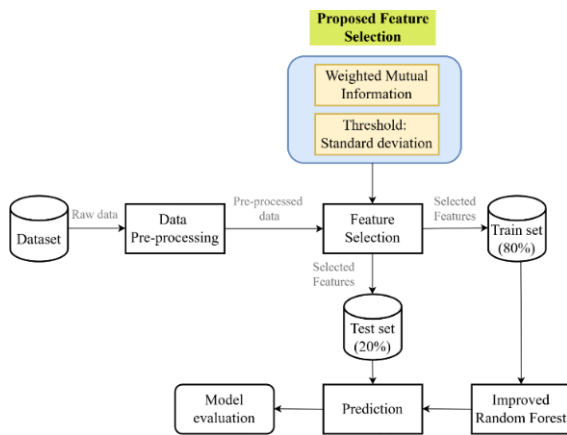 Proposed Feature
Selection
Weighted Mutual
Information
Threshold:
Standard deviation
Dataset
Raw data
Data
Pre-processing
Pre-processed
data
Feature
Selection
Selected
Features
Train set
(80%)
Selected
Features
Test set
(20%)
Model
evaluation
Prediction
Improved
Random Forest